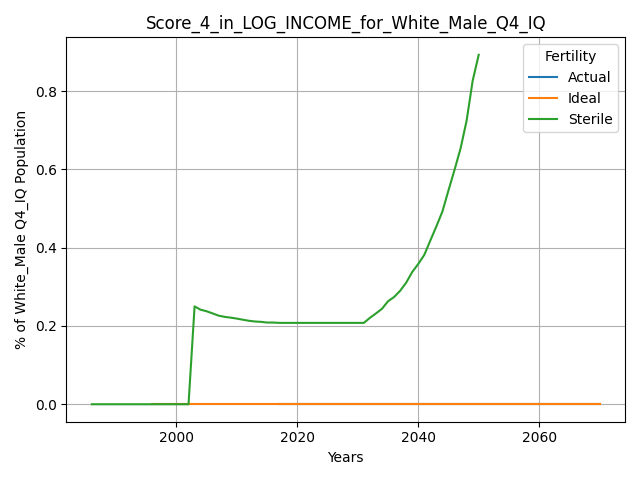 Score_4_in_LOG_INCOME_for_White_Male_Q4_IQ
% of White_Male Q4_IQ Population
0.8
0.6
0.4
0.2
0.0
Fertility
Actual
Ideal
Sterile
2000
2020
2040
2060
Years